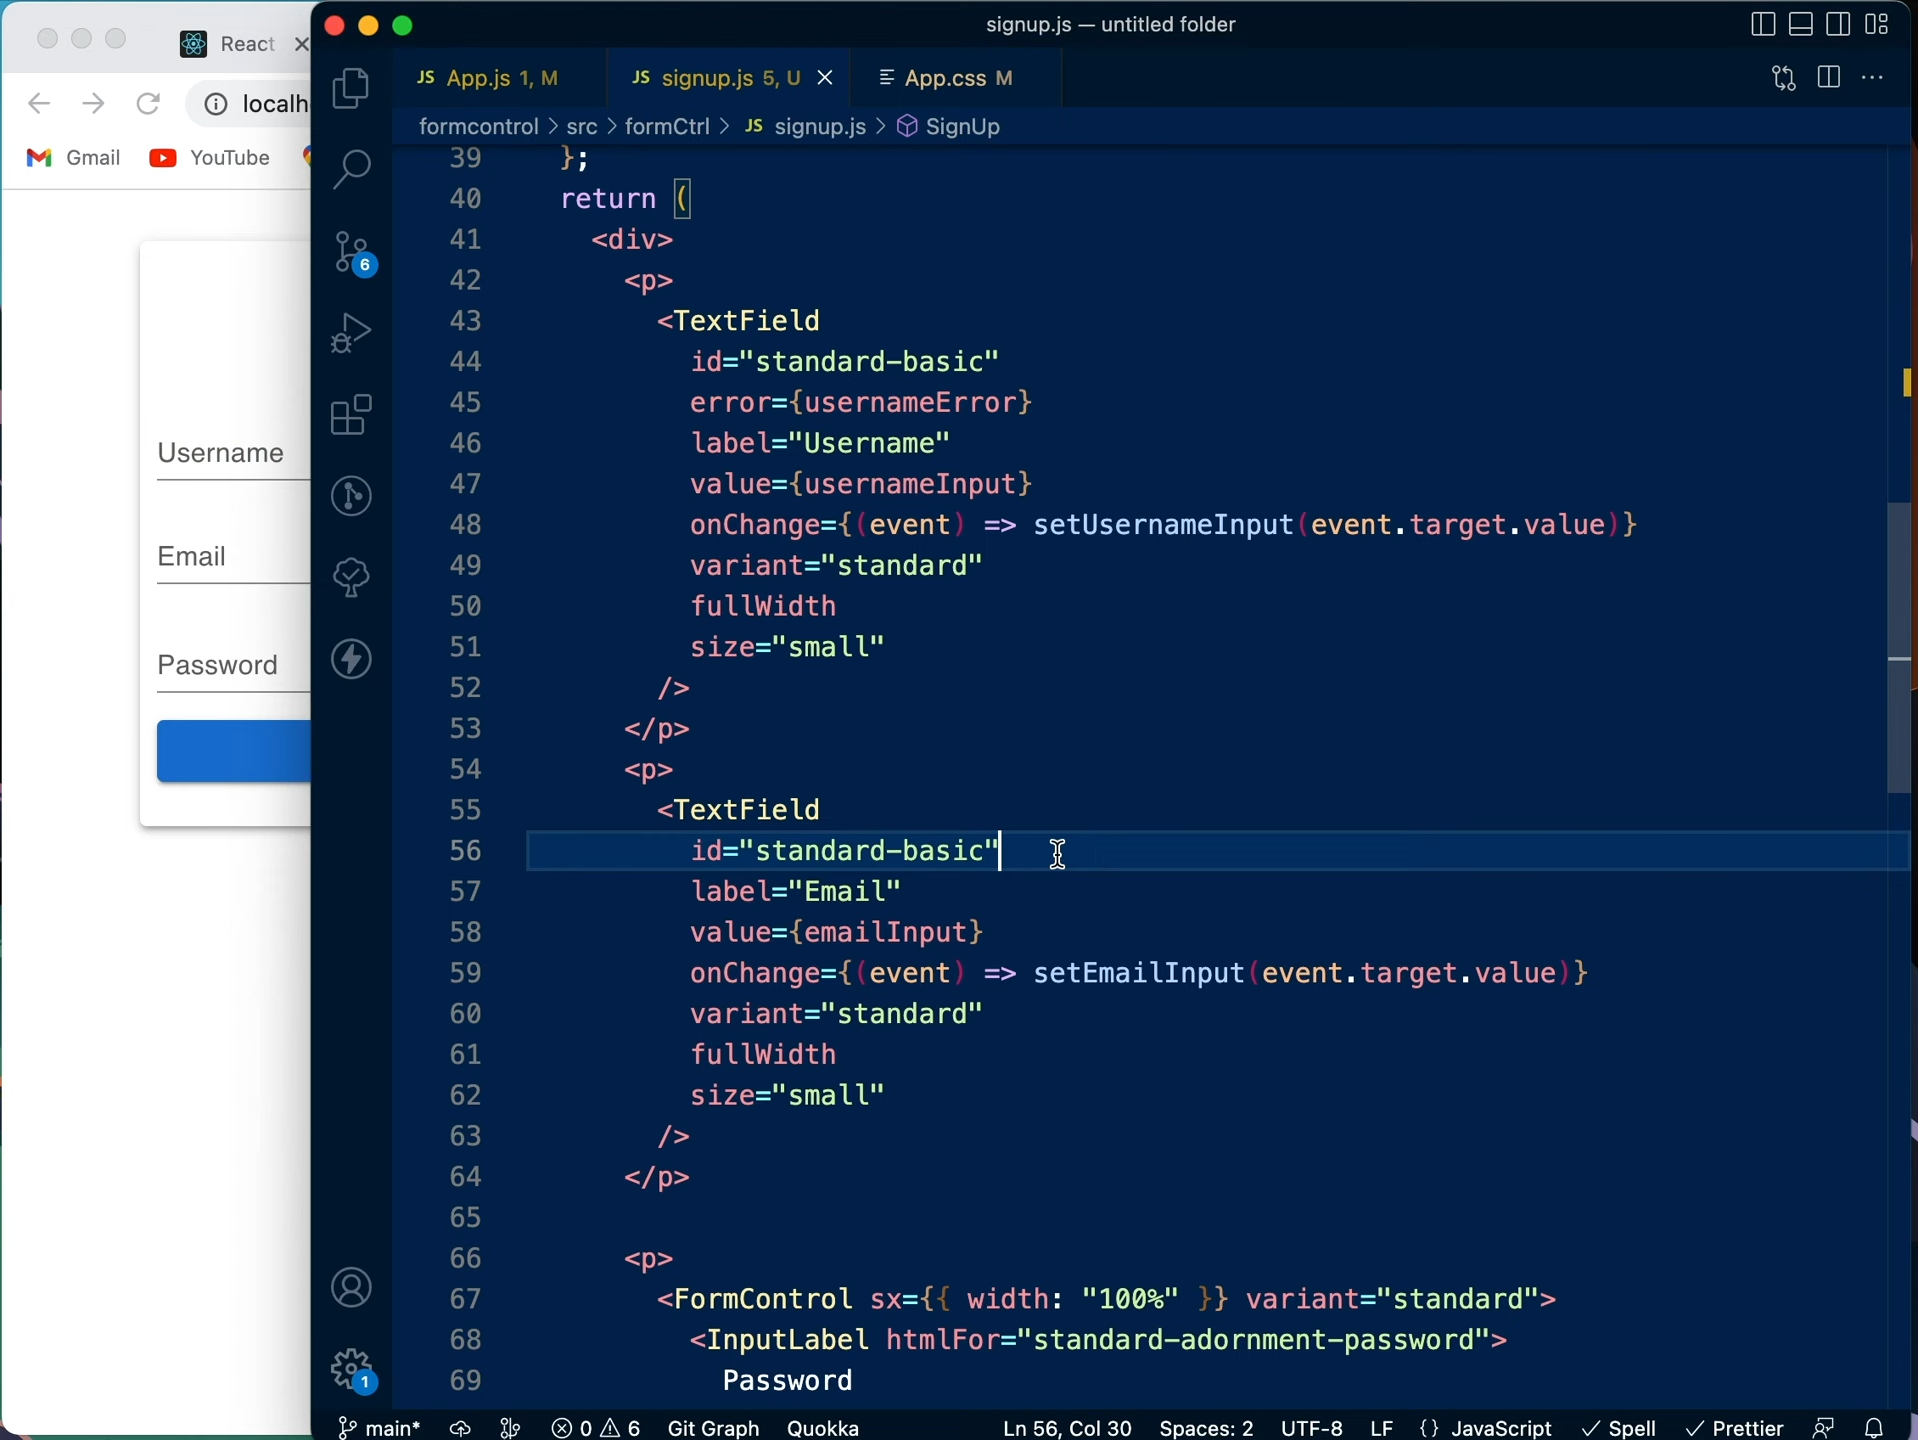 React
localh
Gmail
YouTube
Username
Email
Password
signup.js — untitled folder
JS App.js 1, M
JS signup.js 5, U
App.css M
formcontrol > src > formCtrl > JS signup.js > SignUp
39 };
40 return (
41 <div>
42 <p>
43 <TextField
44 id="standard-basic"
45 error={usernameError}
46 label="Username"
47 value={usernameInput}
48 onChange={(event) => setUsernameInput(event.target.value)}
49 variant="standard"
50 fullWidth
51 size="small"
52 />
53 </p>
54 <p>
55 <TextField
56 id="standard-basic"
57 label="Email"
58 value={emailInput}
59 onChange={(event) => setEmailInput(event.target.value)}
60 variant="standard"
61 fullWidth
62 size="small"
63 />
64 </p>
65
66 <p>
67 <FormControl sx={{ width: "100%" }} variant="standard">
68 <InputLabel htmlFor="standard-adornment-password">
69 Password
6
1
main* 0 6 Git Graph Quokka Ln 56, Col 30 Spaces: 2 UTF-8 LF {} JavaScript Spell Prettier